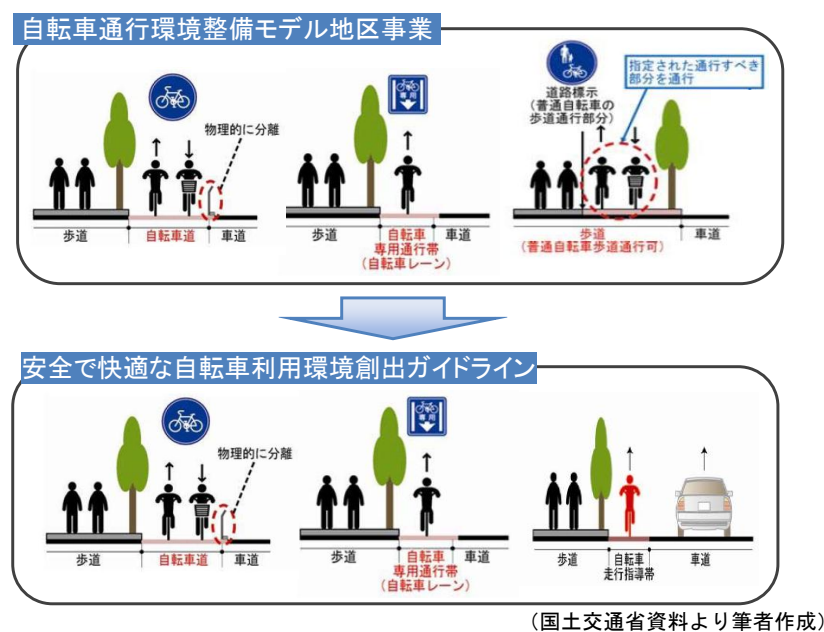 自転車通行環境整備モデル地区事業
物理的に分離
歩道
自転車道
車道
専用
歩道
自転車
専用通行帯
(自転車レーン)
車道
道路標示
(普通自転車の
歩道通行部分)
指定された通行すべき
部分を通行
歩道
(普通自転車歩道通行可)
車道
安全で快適な自転車利用環境創出ガイドライン
物理的に分離
歩道
自転車道
車道
専用
歩道
自転車
専用通行帯
(自転車レーン)
車道
歩道
自転車
走行指導帯
車道
(国土交通省資料より筆者作成)